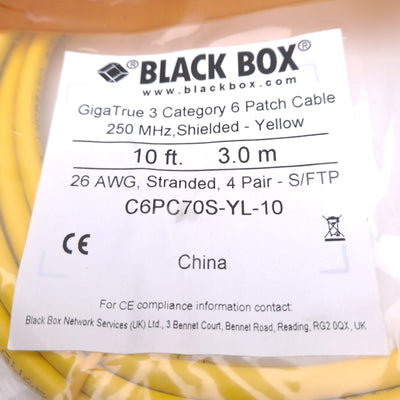 BLACK BOX®
www.blackbox.com
GigaTrue 3 Category 6 Patch Cable
250 MHz,Shielded - Yellow
10 ft. 3.0 m
26 AWG, Stranded, 4 Pair - S/FTP
C6PC70S-YL-10
CE
China
For CE compliance information contact:
Black Box Network Services (UK) Ltd., 3 Bennet Court, Bennet Road, Reading, RG2 0QX, UK